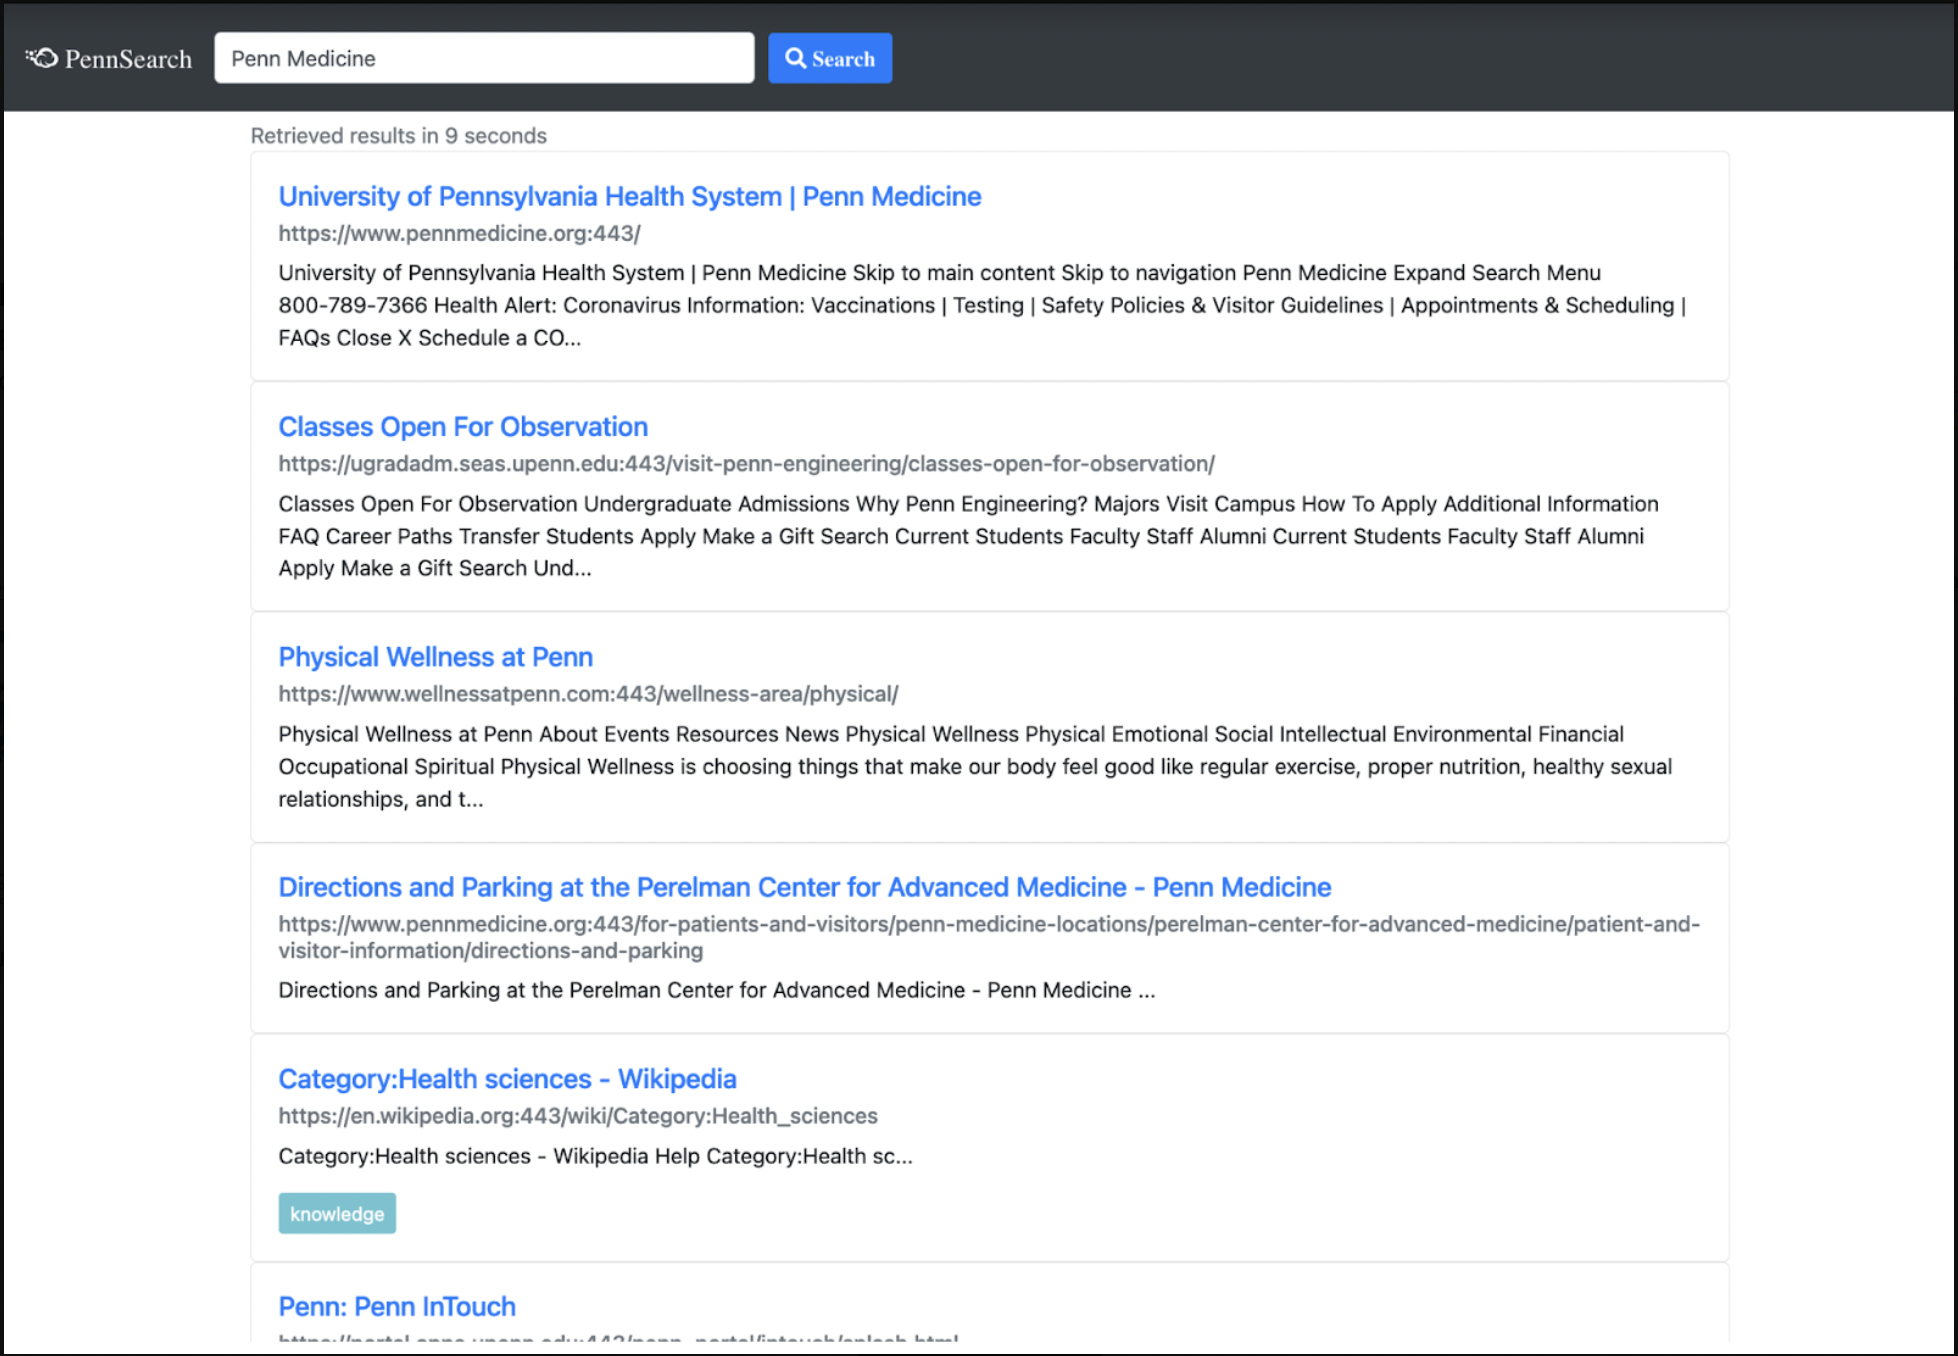 PennSearch
Penn Medicine
Search
Retrieved results in 9 seconds
University of Pennsylvania Health System | Penn Medicine
https://www.pennmedicine.org:443/
University of Pennsylvania Health System | Penn Medicine Skip to main content Skip to navigation Penn Medicine Expand Search Menu
800-789-7366 Health Alert: Coronavirus Information: Vaccinations | Testing | Safety Policies & Visitor Guidelines | Appointments & Scheduling |
FAQs Close X Schedule a CO...
Classes Open For Observation
https://ugradadm.seas.upenn.edu:443/visit-penn-engineering/classes-open-for-observation/
Classes Open For Observation Undergraduate Admissions Why Penn Engineering? Majors Visit Campus How To Apply Additional Information
FAQ Career Paths Transfer Students Apply Make a Gift Search Current Students Faculty Staff Alumni Current Students Faculty Staff Alumni
Apply Make a Gift Search Und...
Physical Wellness at Penn
https://www.wellnessatpenn.com:443/wellness-area/physical/
Physical Wellness at Penn About Events Resources News Physical Wellness Physical Emotional Social Intellectual Environmental Financial
Occupational Spiritual Physical Wellness is choosing things that make our body feel good like regular exercise, proper nutrition, healthy sexual
relationships, and t...
Directions and Parking at the Perelman Center for Advanced Medicine - Penn Medicine
https://www.pennmedicine.org:443/for-patients-and-visitors/penn-medicine-locations/perelman-center-for-advanced-medicine/patient-and-
visitor-information/directions-and-parking
Directions and Parking at the Perelman Center for Advanced Medicine - Penn Medicine ...
Category:Health sciences - Wikipedia
https://en.wikipedia.org:443/wiki/Category:Health_sciences
Category:Health sciences - Wikipedia Help Category:Health sc...
knowledge
Penn: Penn InTouch